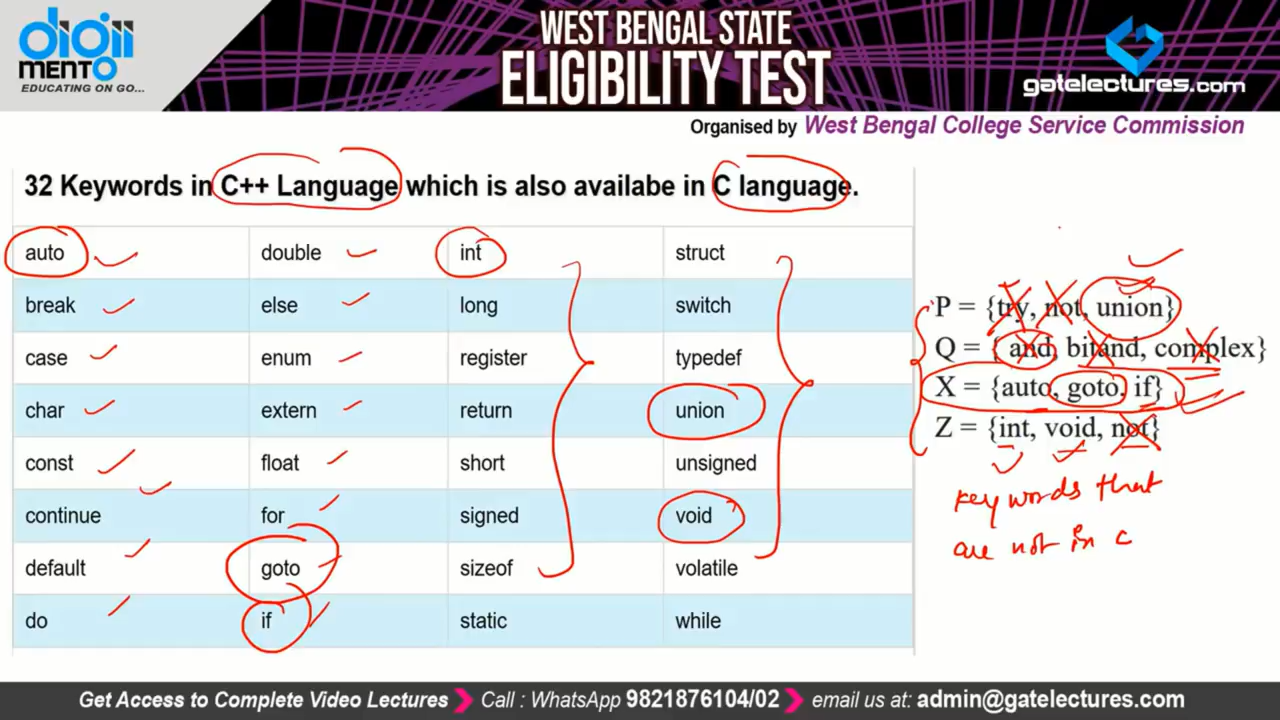 digii
MENTO
EDUCATING ON GO...
WEST BENGAL STATE
ELIGIBILITY TEST
gatelectures.com
Organised by West Bengal College Service Commission
32 Keywords in C++ Language which is also availabe in C language.
auto double int struct
break else long switch
case enum register typedef
char extern return union
const float short unsigned
continue for signed void
default goto sizeof volatile
do if static while
P = {try, not, union}
Q = { and, bitand, complex}
X = {auto, goto, if}
Z = {int, void, not}
keywords that
are not in c
Get Access to Complete Video Lectures Call : WhatsApp 9821876104/02 email us at: admin@gatelectures.com